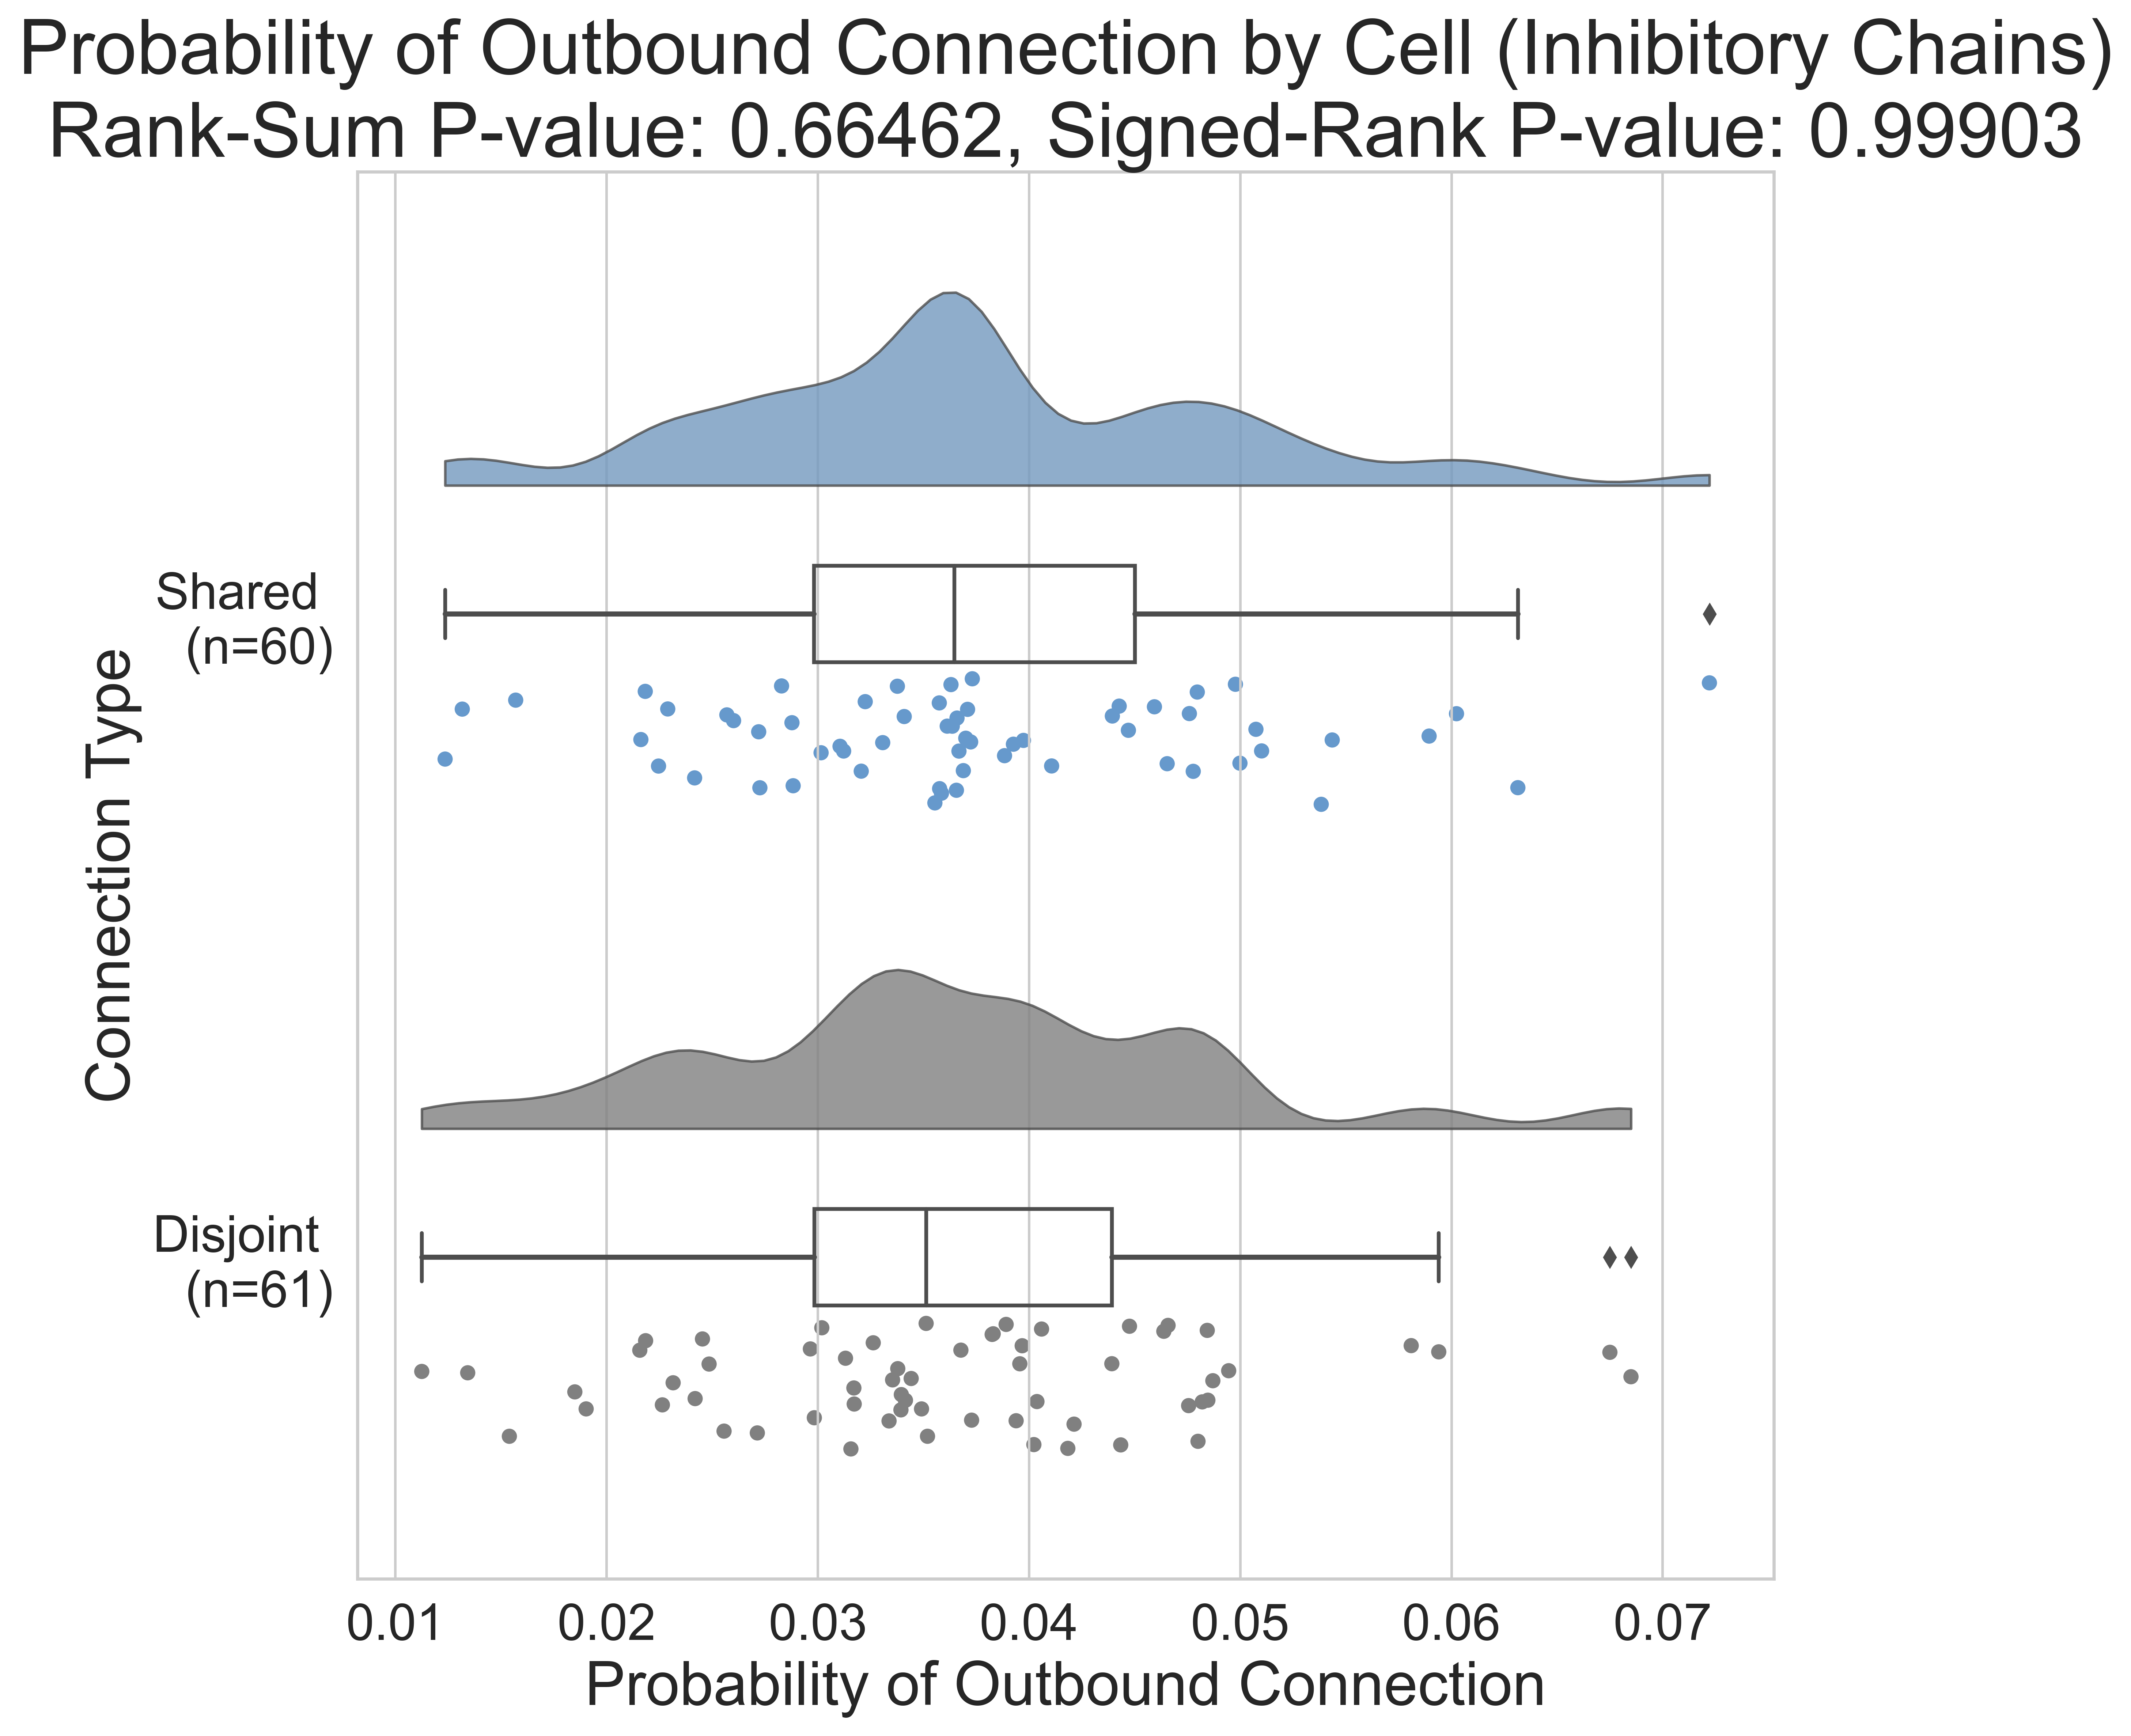 Probability of Outbound Connection by Cell (Inhibitory Chains)
Rank-Sum P-value: 0.66462, Signed-Rank P-value: 0.99903
Connection Type
Shared
(n=60)
Disjoint
(n=61)
0.01 0.02 0.03 0.04 0.05 0.06 0.07
Probability of Outbound Connection